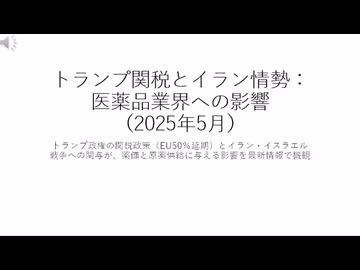 トランプ関税とイラン情勢：
医薬品業界への影響
（2025年5月）
トランプ政権の関税政策（EU50％延期）とイラン・イスラエル
戦争への関与が、薬価と原薬供給に与える影響を最新情報で概観